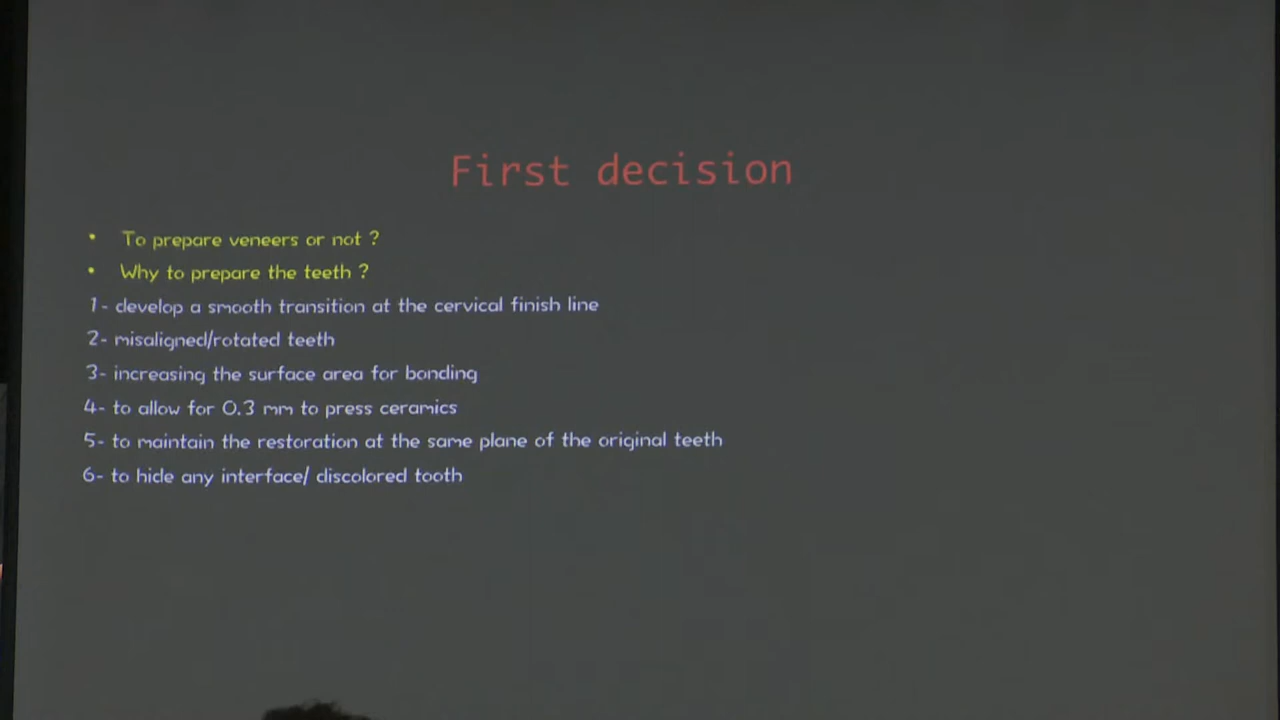 First decision
• To prepare veneers or not ?
• Why to prepare the teeth ?
1- develop a smooth transition at the cervical finish line
2- misaligned/rotated teeth
3- increasing the surface area for bonding
4- to allow for 0.3 mm to press ceramics
5- to maintain the restoration at the same plane of the original teeth
6- to hide any interface/ discolored tooth